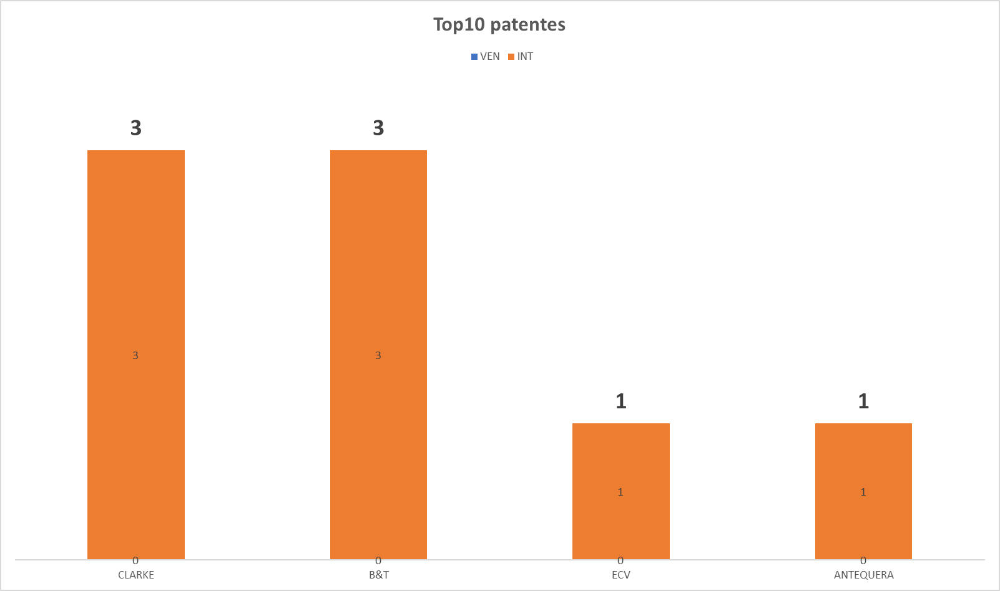 Top10 patentes
VEN INT
3 3
1 1
3 3
1 1
0 0 0 0
CLARKE B&T ECV ANTEQUERA